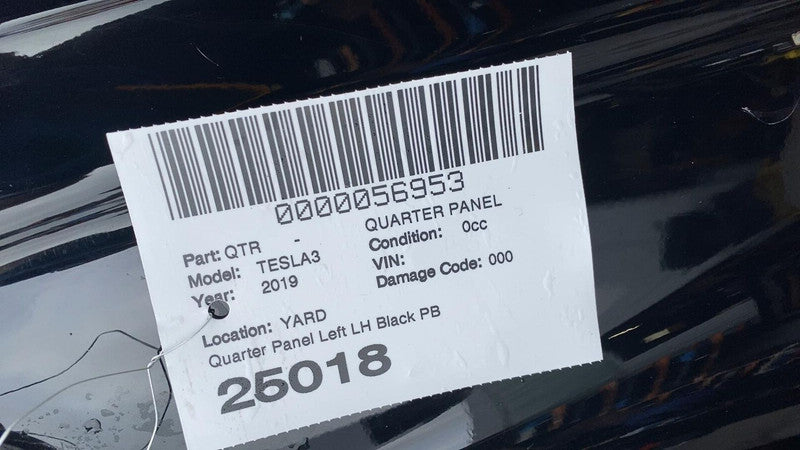 0000056953
Part: QTR - QUARTER PANEL
Model: TESLA3 Condition: 0cc
Year: 2019 VIN:
Damage Code: 000
Location: YARD
Quarter Panel Left LH Black PB
25018